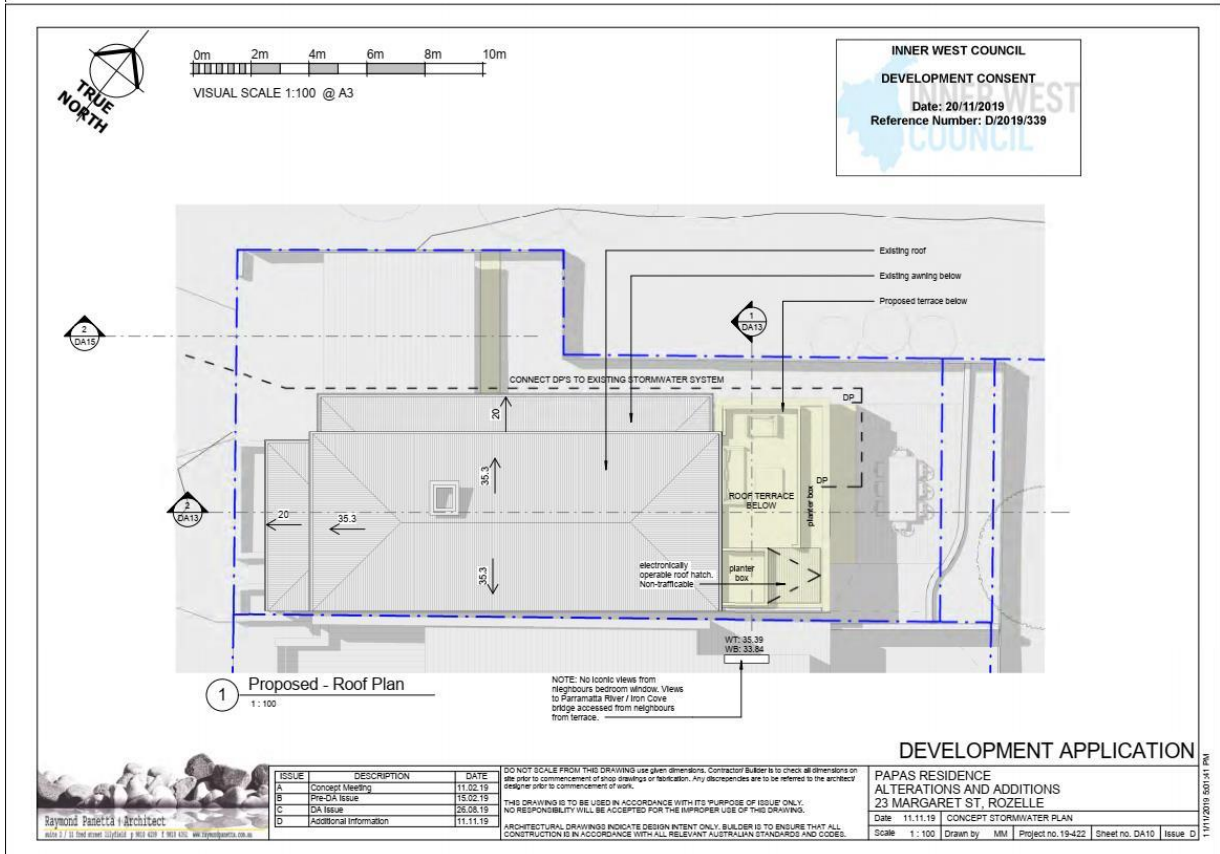 TRUE
NORTH
0m 2m 4m 6m 8m 10m
VISUAL SCALE 1:100 @ A3
INNER WEST COUNCIL
DEVELOPMENT CONSENT
Date: 20/11/2019
Reference Number: D/2019/339
INNER WEST
COUNCIL
Existing roof
Existing awning below
Proposed terrace below
2
DA15
1
DA13
CONNECT DP'S TO EXISTING STORMWATER SYSTEM
DP
20
35.3
DP
ROOF TERRACE
BELOW
planter box
2
DA13
20
35.3
35.3
electronically
operable roof hatch.
Non-trafficable
planter
box
WT: 35.39
WB: 33.84
1
Proposed - Roof Plan
1 : 100
NOTE: No iconic views from
nieghbours bedroom window. Views
to Parramatta River / Iron Cove
bridge accessed from neighbours
from terrace.
DEVELOPMENT APPLICATION
Raymond Panetta : Architect
ISSUE DESCRIPTION DATE
A Concept Meeting 11.02.19
B Pre-DA Issue 15.02.19
C DA Issue 26.08.19
D Additional Information 11.11.19
DO NOT SCALE FROM THIS DRAWING use given dimensions. Contractor/ Builder is to check all dimensions on
site prior to commencement of shop drawings or fabrication. Any discrepencies are to be referred to the architect/
designer prior to commencement of work.
THIS DRAWING IS TO BE USED IN ACCORDANCE WITH ITS 'PURPOSE OF ISSUE' ONLY.
NO RESPONSIBILITY WILL BE ACCEPTED FOR THE IMPROPER USE OF THIS DRAWING.
ARCHITECTURAL DRAWINGS INDICATE DESIGN INTENT ONLY. BUILDER IS TO ENSURE THAT ALL
CONSTRUCTION IS IN ACCORDANCE WITH ALL RELEVANT AUSTRALIAN STANDARDS AND CODES.
PAPAS RESIDENCE
ALTERATIONS AND ADDITIONS
23 MARGARET ST, ROZELLE
Date 11.11.19 CONCEPT STORMWATER PLAN
Scale 1 : 100 Drawn by MM Project no. 19-422 Sheet no. DA10 Issue D